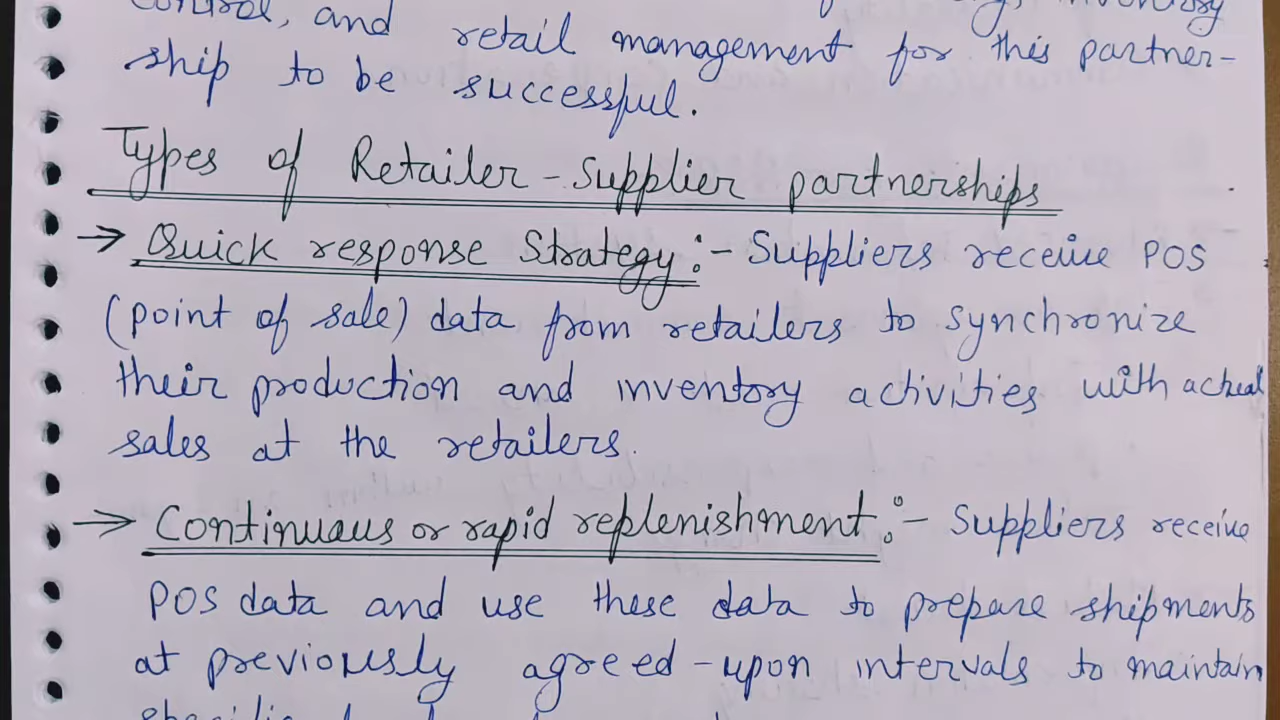 control, and
inventory
retail management for this partner-
ship to be successful.
Types of Retailer-Supplier partnerships
→ Quick response Strategy:- Suppliers receive POS
(point of sale) data from retailers to synchronize
their production and inventory activities with actual
sales at the retailers.
→ Continuous or rapid replenishment:- Suppliers receive
POS data and use these data to prepare shipments
at previously agreed-upon intervals to maintain